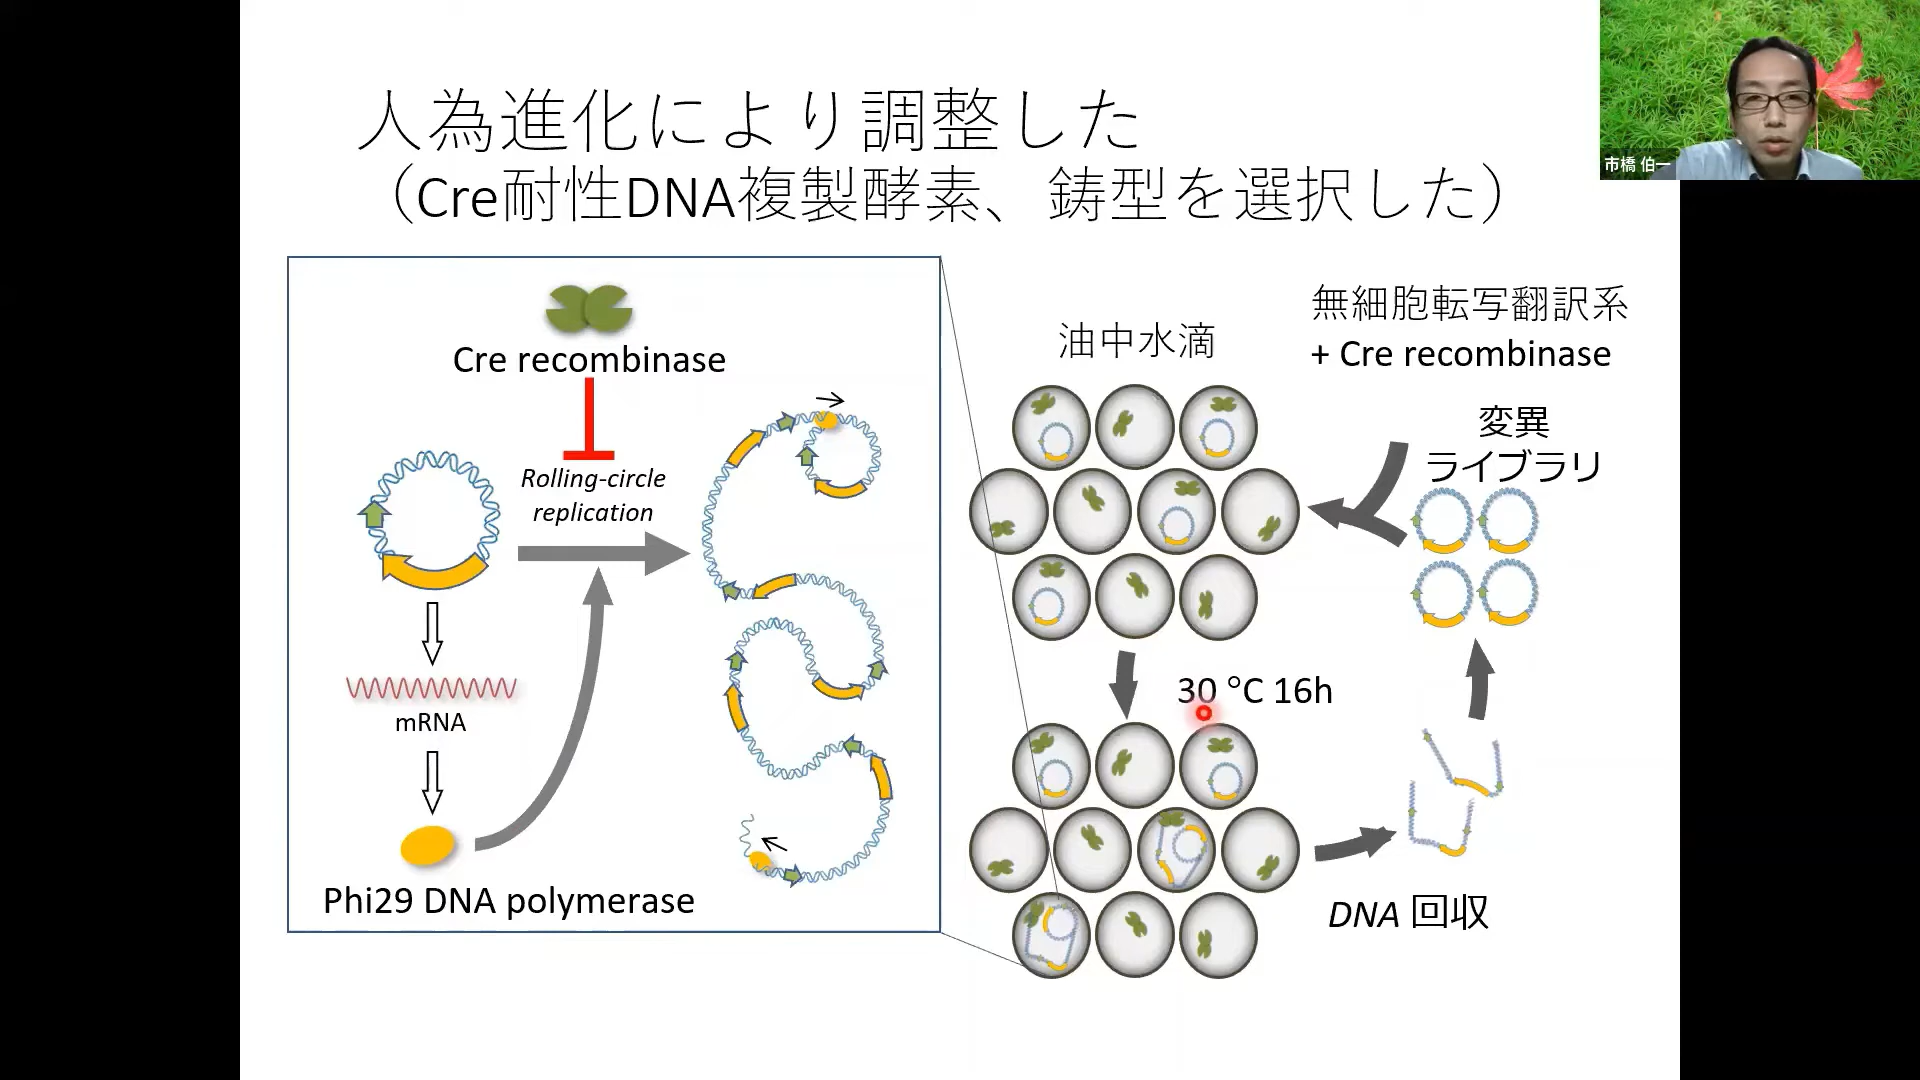 人為進化により調整した
（Cre耐性DNA複製酵素、鋳型を選択した）
市橋 伯一
Cre recombinase
Rolling-circle
replication
mRNA
Phi29 DNA polymerase
油中水滴
無細胞転写翻訳系
+ Cre recombinase
変異
ライブラリ
30 °C 16h
DNA 回収